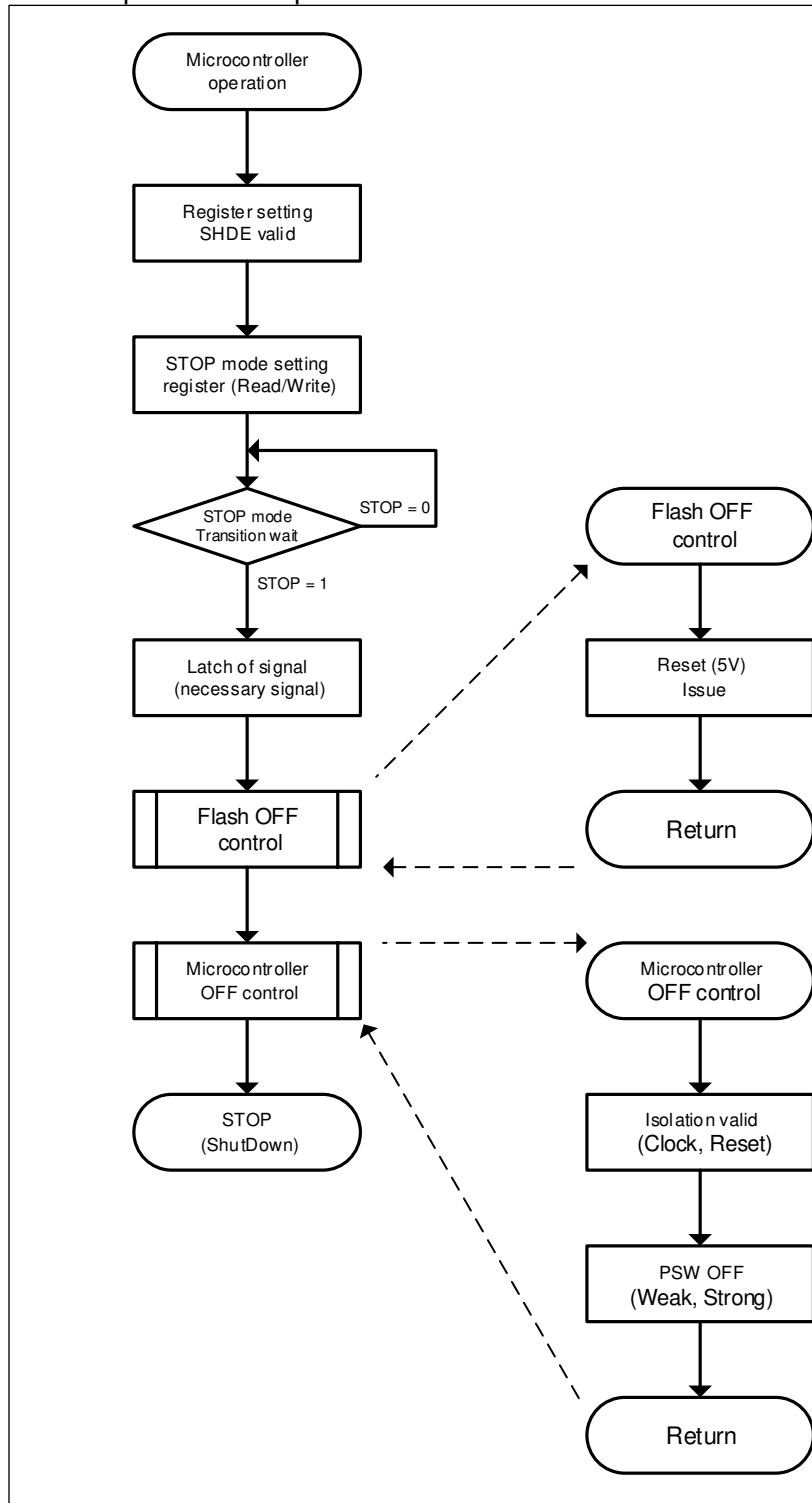 Microcontroller
operation
Register setting
SHDE valid
STOP mode setting
register (Read/Write)
STOP mode
Transition wait
STOP = 0
STOP = 1
Latch of signal
(necessary signal)
Flash OFF
control
Microcontroller
OFF control
STOP
(ShutDown)
Flash OFF
control
Reset (5V)
Issue
Return
Microcontroller
OFF control
Isolation valid
(Clock, Reset)
PSW OFF
(Weak, Strong)
Return